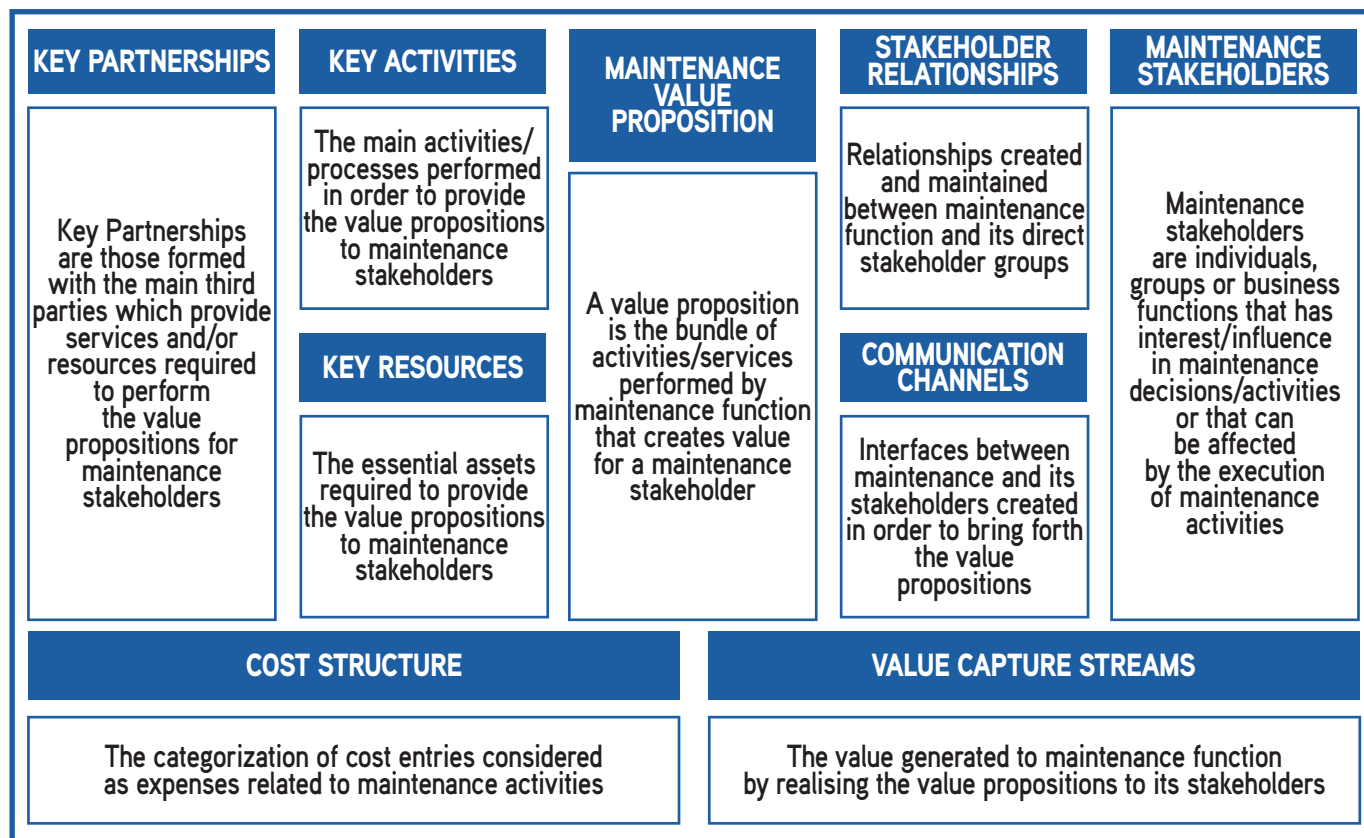 KEY PARTNERSHIPS
Key Partnerships
are those formed
with the main third
parties which provide
services and/or
resources required
to perform
the value
propositions for
maintenance
stakeholders
KEY ACTIVITIES
The main activities/
processes performed
in order to provide
the value propositions
to maintenance
stakeholders
KEY RESOURCES
The essential assets
required to provide
the value propositions
to maintenance
stakeholders
MAINTENANCE
VALUE
PROPOSITION
A value proposition
is the bundle of
activities/services
performed by
maintenance function
that creates value
for a maintenance
stakeholder
STAKEHOLDER
RELATIONSHIPS
Relationships created
and maintained
between maintenance
function and its direct
stakeholder groups
COMMUNICATION
CHANNELS
Interfaces between
maintenance and its
stakeholders created
in order to bring forth
the value
propositions
MAINTENANCE
STAKEHOLDERS
Maintenance
stakeholders
are individuals,
groups or business
functions that has
interest/influence
in maintenance
decisions/activities
or that can
be affected
by the execution
of maintenance
activities
COST STRUCTURE
The categorization of cost entries considered
as expenses related to maintenance activities
VALUE CAPTURE STREAMS
The value generated to maintenance function
by realising the value propositions to its stakeholders